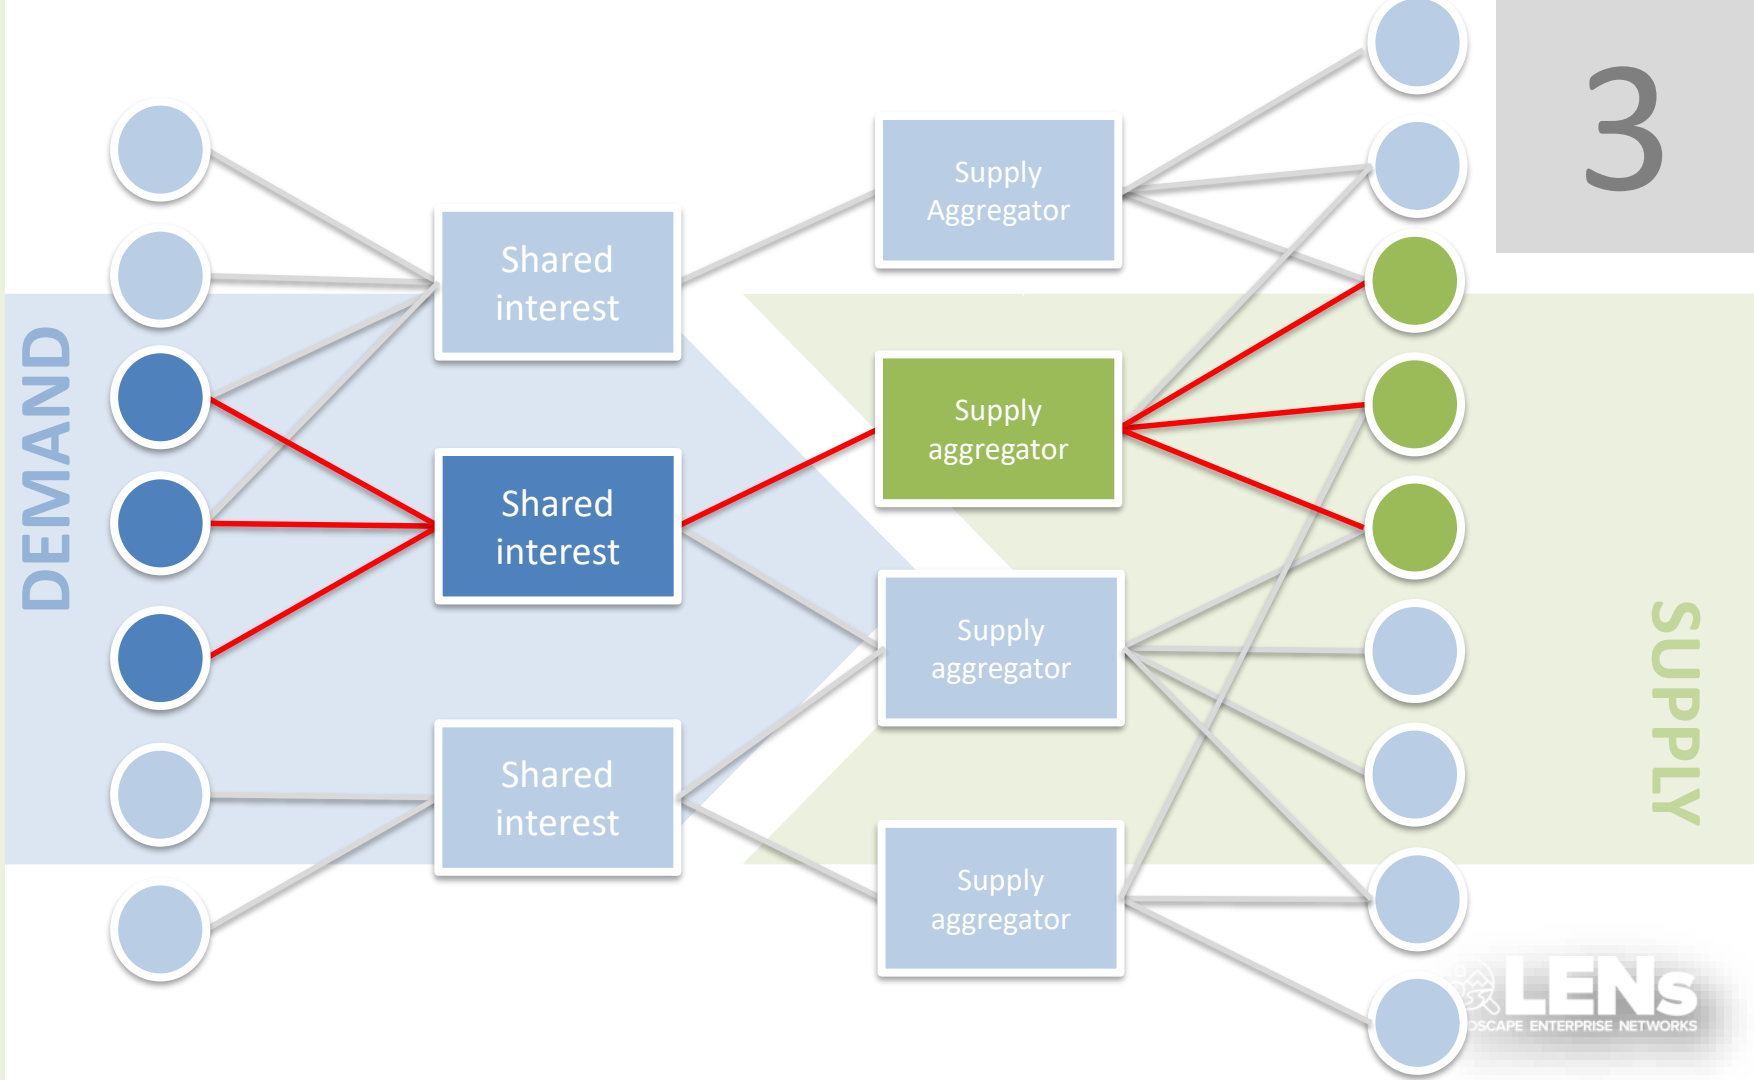 3
DEMAND
Shared
interest
Shared
interest
Shared
interest
Supply
Aggregator
Supply
aggregator
Supply
aggregator
Supply
aggregator
SUPPLY
LENs
DSCAPE ENTERPRISE NETWORKS